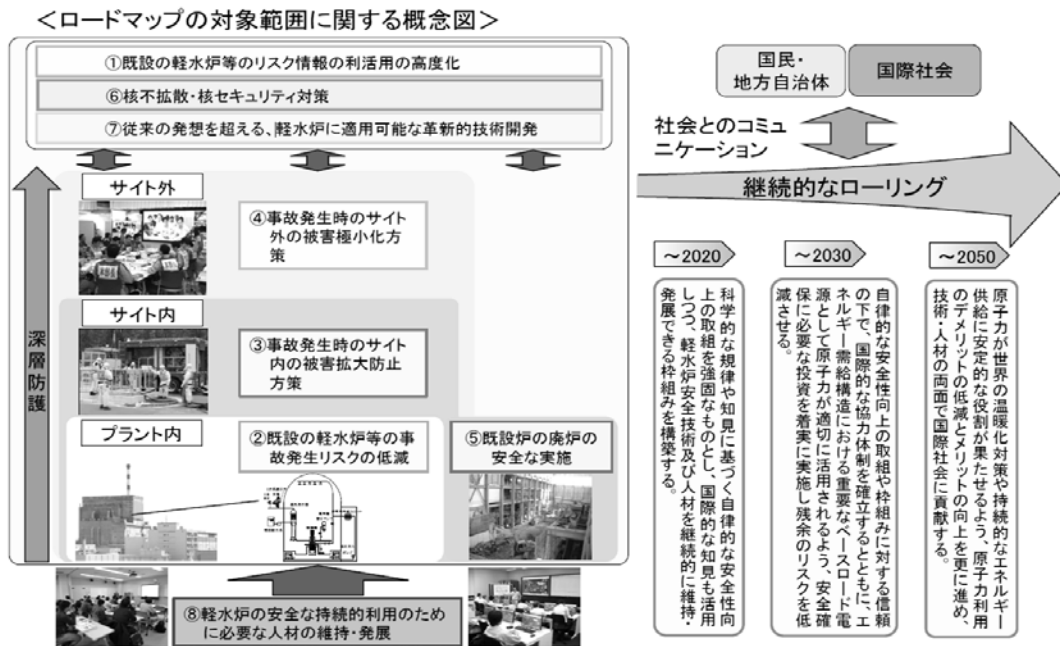 ＜ロードマップの対象範囲に関する概念図＞
①既設の軽水炉等のリスク情報の利活用の高度化
⑥核不拡散・核セキュリティ対策
⑦従来の発想を超える、軽水炉に適用可能な革新的技術開発
深層防護
サイト外
④事故発生時のサイト
外の被害極小化方
策
サイト内
③事故発生時のサイト
内の被害拡大防止
方策
プラント内
②既設の軽水炉等の事
故発生リスクの低減
⑤既設炉の廃炉の
安全な実施
⑧軽水炉の安全な持続的利用のため
に必要な人材の維持・発展
国民・
地方自治体
国際社会
社会とのコミュ
ニケーション
継続的なローリング
～2020
科学的な規律や知見に基づく自律的な安全性向
上の取組を強固なものとし、国際的な知見も活用
しつつ、軽水炉安全技術及び人材を継続的に維持・
発展できる枠組みを構築する。
～2030
自律的な安全性向上の取組や枠組みに対する信頼
の下で、国際的な協力体制を確立するとともに、エ
ネルギー需給構造における重要なベースロード電
源として原子力が適切に活用されるよう、安全確
保に必要な投資を着実に実施し残余のリスクを低
減させる。
～2050
原子力が世界の温暖化対策や持続的なエネルギー
供給に安定的な役割が果たせるよう、原子力利用
のデメリットの低減とメリットの向上を更に進め、
技術・人材の両面で国際社会に貢献する。